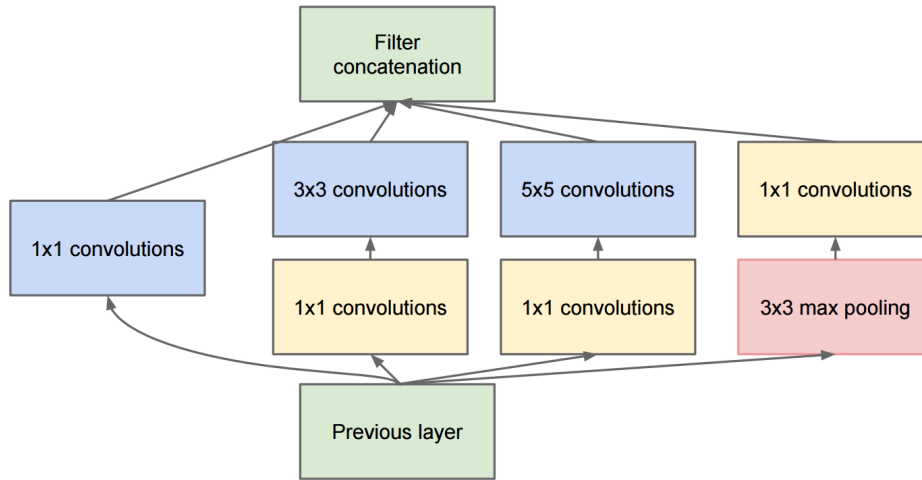 Filter
concatenation
3x3 convolutions
5x5 convolutions
1x1 convolutions
1x1 convolutions
1x1 convolutions
1x1 convolutions
3x3 max pooling
Previous layer